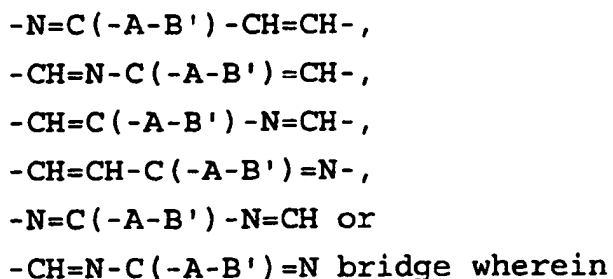 -N=C(-A-B')-CH=CH-,
-CH=N-C(-A-B')=CH-,
-CH=C(-A-B')-N=CH-,
-CH=CH-C(-A-B')=N-,
-N=C(-A-B')-N=CH or
-CH=N-C(-A-B')=N bridge wherein